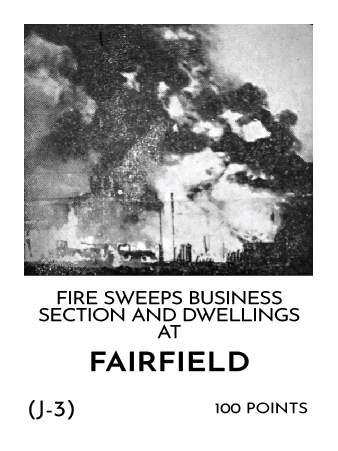 FIRE SWEEPS BUSINESS
SECTION AND DWELLINGS
AT
FAIRFIELD
(J-3)
100 POINTS